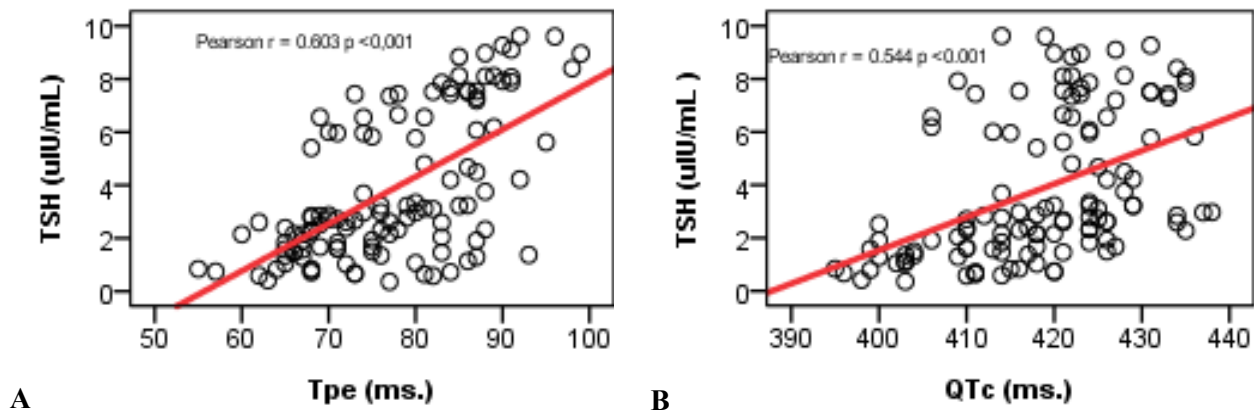 Pearson r = 0.603 p <0,001
10
8
6
4
2
0
TSH (uIU/mL)
50 60 70 80 90 100
Tpe (ms.)
A
Pearson r = 0.544 p <0.001
10
8
6
4
2
0
TSH (uIU/mL )
390 400 410 420 430 440
QTc (ms.)
B